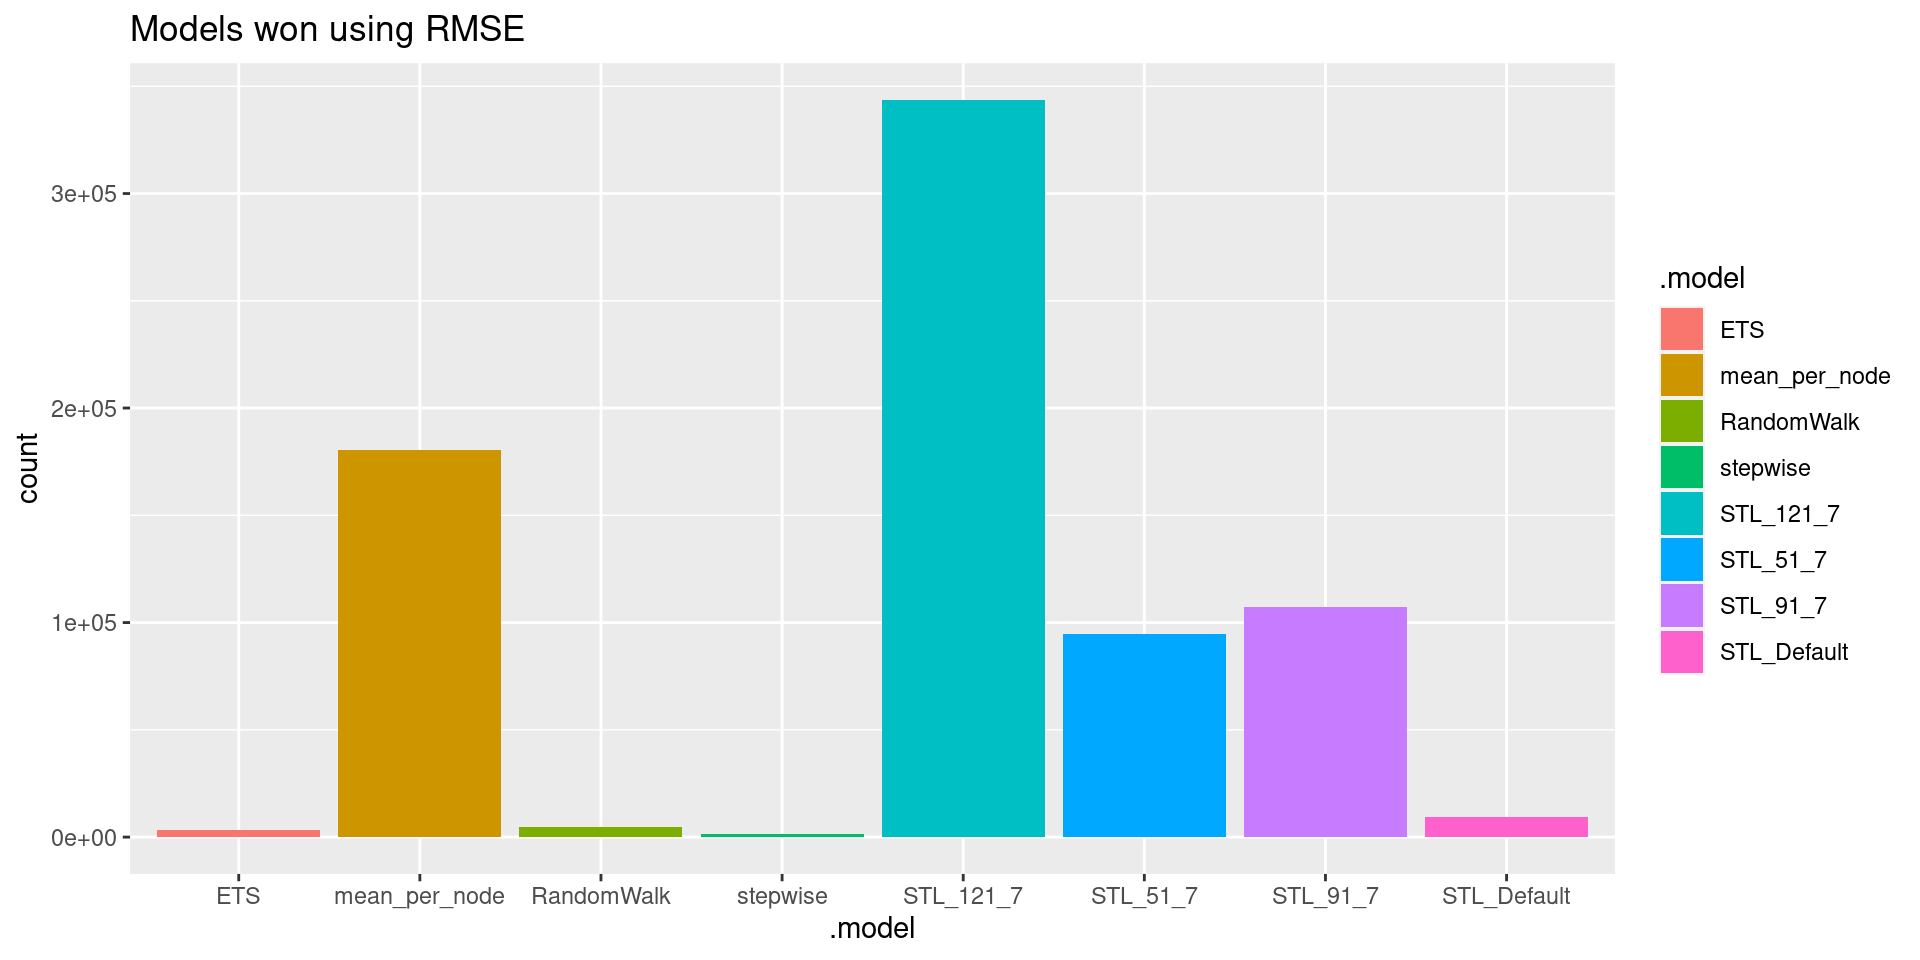 Models won using RMSE
3e+05
2e+05
1e+05
0e+00
count
ETS
mean_per_node
RandomWalk
stepwise
STL_121_7
STL_51_7
STL_91_7
STL_Default
.model
.model
ETS
mean_per_node
RandomWalk
stepwise
STL_121_7
STL_51_7
STL_91_7
STL_Default